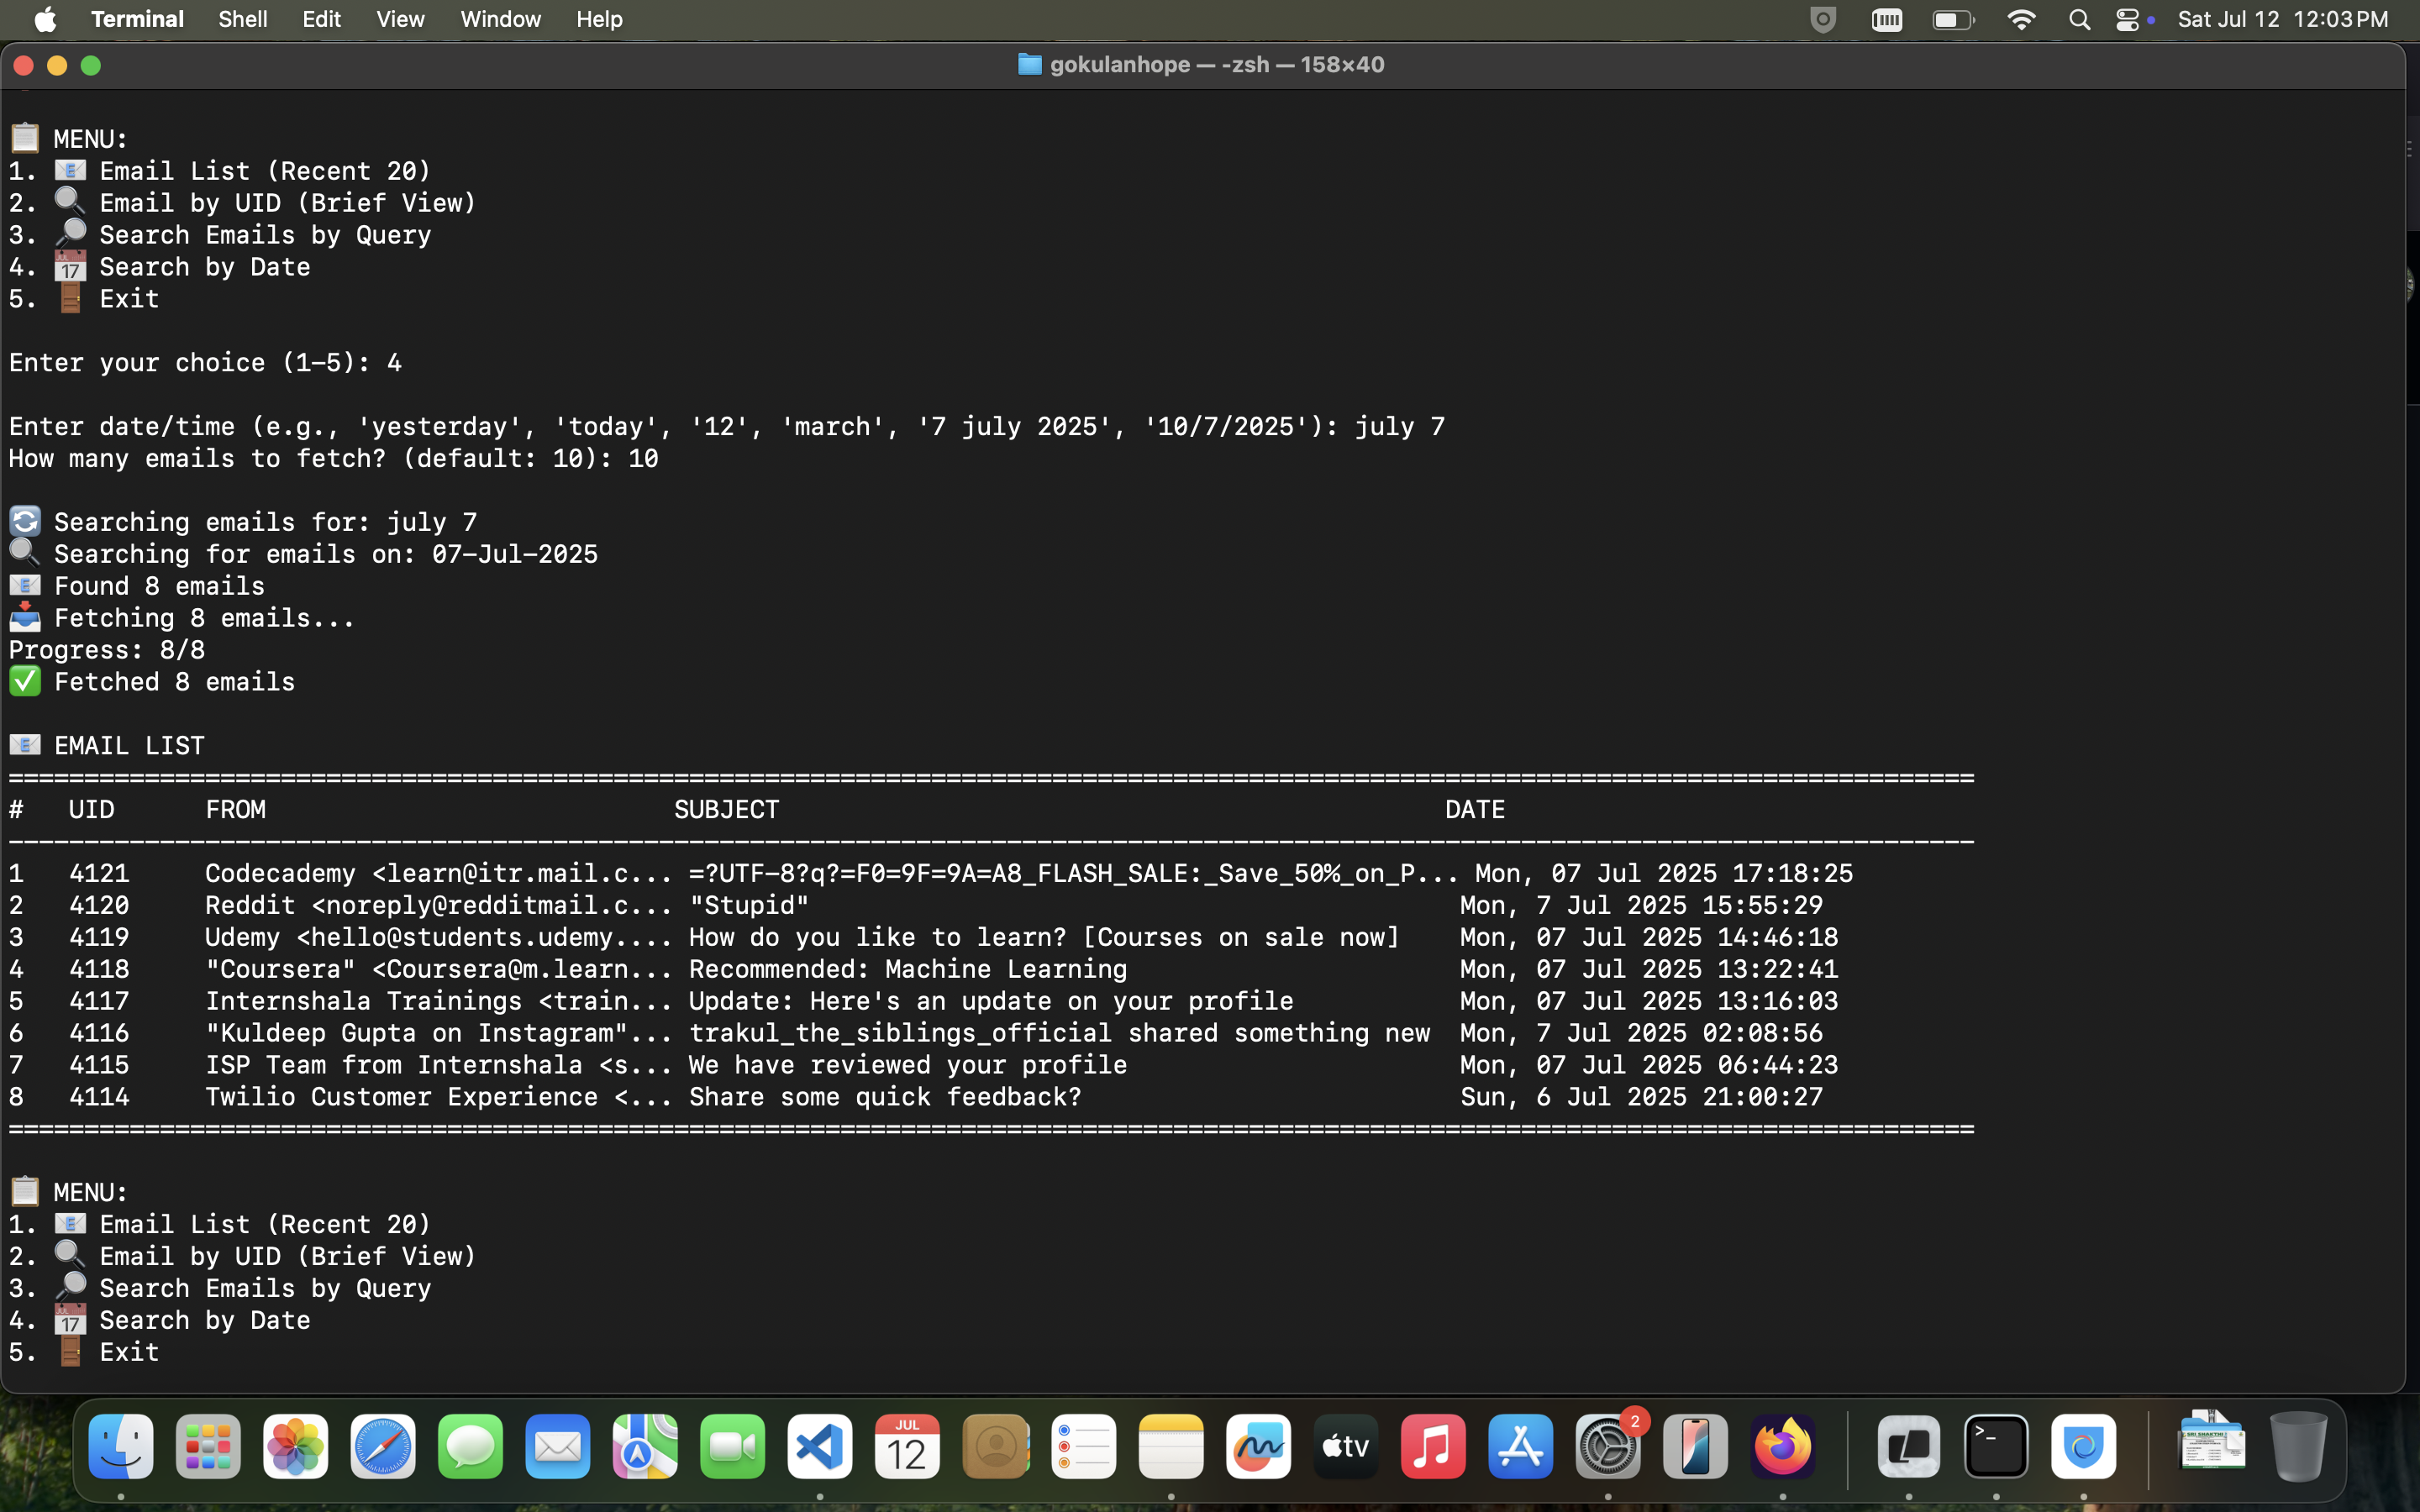 Terminal Shell Edit View Window Help Sat Jul 12 12:03 PM
gokulanhope — -zsh — 158×40
📋 MENU:
1. 📧 Email List (Recent 20)
2. 🔍 Email by UID (Brief View)
3. 🔎 Search Emails by Query
4. 📅 Search by Date
5. 🚪 Exit
Enter your choice (1-5): 4
Enter date/time (e.g., 'yesterday', 'today', '12', 'march', '7 july 2025', '10/7/2025'): july 7
How many emails to fetch? (default: 10): 10
🔄 Searching emails for: july 7
🔍 Searching for emails on: 07-Jul-2025
📧 Found 8 emails
📥 Fetching 8 emails...
Progress: 8/8
✅ Fetched 8 emails
📧 EMAIL LIST
# UID FROM SUBJECT DATE
1 4121 Codecademy <learn@itr.mail.c... =?UTF-8?q?=F0=9F=9A=A8_FLASH_SALE:_Save_50%_on_P... Mon, 07 Jul 2025 17:18:25
2 4120 Reddit <noreply@redditmail.c... "Stupid" Mon, 7 Jul 2025 15:55:29
3 4119 Udemy <hello@students.udemy.... How do you like to learn? [Courses on sale now] Mon, 07 Jul 2025 14:46:18
4 4118 "Coursera" <Coursera@m.learn... Recommended: Machine Learning Mon, 07 Jul 2025 13:22:41
5 4117 Internshala Trainings <train... Update: Here's an update on your profile Mon, 07 Jul 2025 13:16:03
6 4116 "Kuldeep Gupta on Instagram"... trakul_the_siblings_official shared something new Mon, 7 Jul 2025 02:08:56
7 4115 ISP Team from Internshala <s... We have reviewed your profile Mon, 07 Jul 2025 06:44:23
8 4114 Twilio Customer Experience <... Share some quick feedback? Sun, 6 Jul 2025 21:00:27
📋 MENU:
1. 📧 Email List (Recent 20)
2. 🔍 Email by UID (Brief View)
3. 🔎 Search Emails by Query
4. 📅 Search by Date
5. 🚪 Exit
JUL
12
tv
2